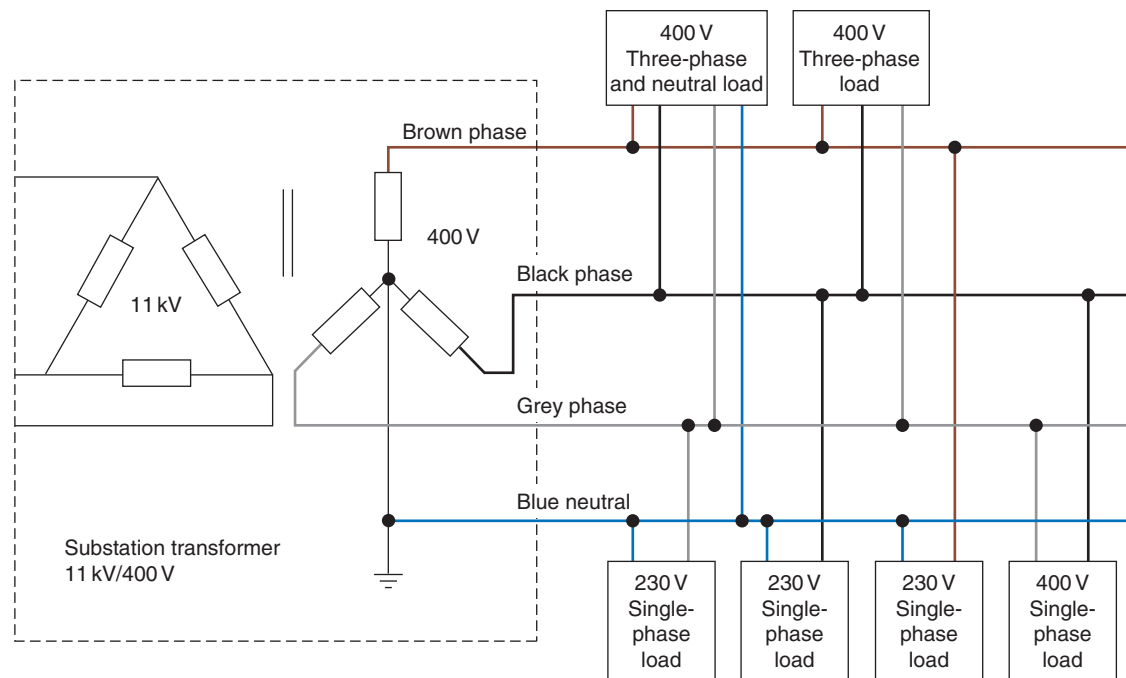 400 V
Three-phase
and neutral load
400 V
Three-phase
load
Brown phase
400 V
Black phase
11 kV
Grey phase
Blue neutral
Substation transformer
11 kV/400 V
230 V
Single-
phase
load
230 V
Single-
phase
load
230 V
Single-
phase
load
400 V
Single-
phase
load